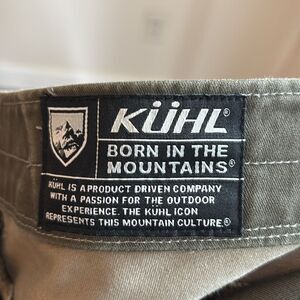 KÜHL®
BORN IN THE
MOUNTAINS®
KÜHL IS A PRODUCT DRIVEN COMPANY
WITH A PASSION FOR THE OUTDOOR
EXPERIENCE. THE KÜHL ICON
REPRESENTS THIS MOUNTAIN CULTURE.®